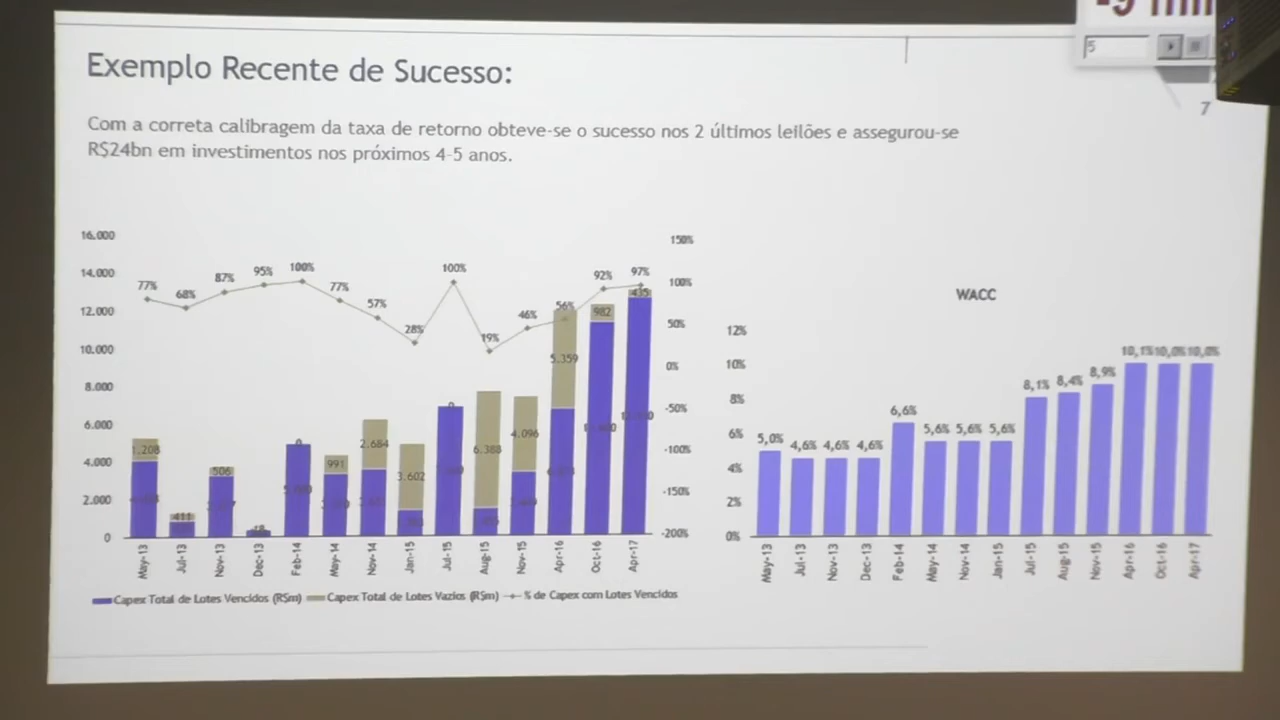 5
7
Exemplo Recente de Sucesso:
Com a correta calibragem da taxa de retorno obteve-se o sucesso nos 2 últimos leilões e assegurou-se
R$24bn em investimentos nos próximos 4-5 anos.
16.000
14.000
12.000
10.000
8.000
6.000
4.000
2.000
0
150%
100%
50%
0%
-50%
-100%
-150%
-200%
77% 68% 87% 95% 100% 77% 57% 28% 100% 19% 46% 56% 92% 97%
1.208 411 506 0 991 2.684 3.602 0 6.388 4.096 5.359 982 435
May-13 Jul-13 Nov-13 Dec-13 Feb-14 May-14 Nov-14 Jan-15 Jul-15 Aug-15 Nov-15 Apr-16 Oct-16 Apr-17
Capex Total de Lotes Vencidos (R$m) Capex Total de Lotes Vazios (R$m) % de Capex com Lotes Vencidos
WACC
12%
10%
8%
6%
4%
2%
0%
5,0% 4,6% 4,6% 4,6% 6,6% 5,6% 5,6% 5,6% 8,1% 8,4% 8,9% 10,1% 10,0% 10,0%
May-13 Jul-13 Nov-13 Dec-13 Feb-14 May-14 Nov-14 Jan-15 Jul-15 Aug-15 Nov-15 Apr-16 Oct-16 Apr-17